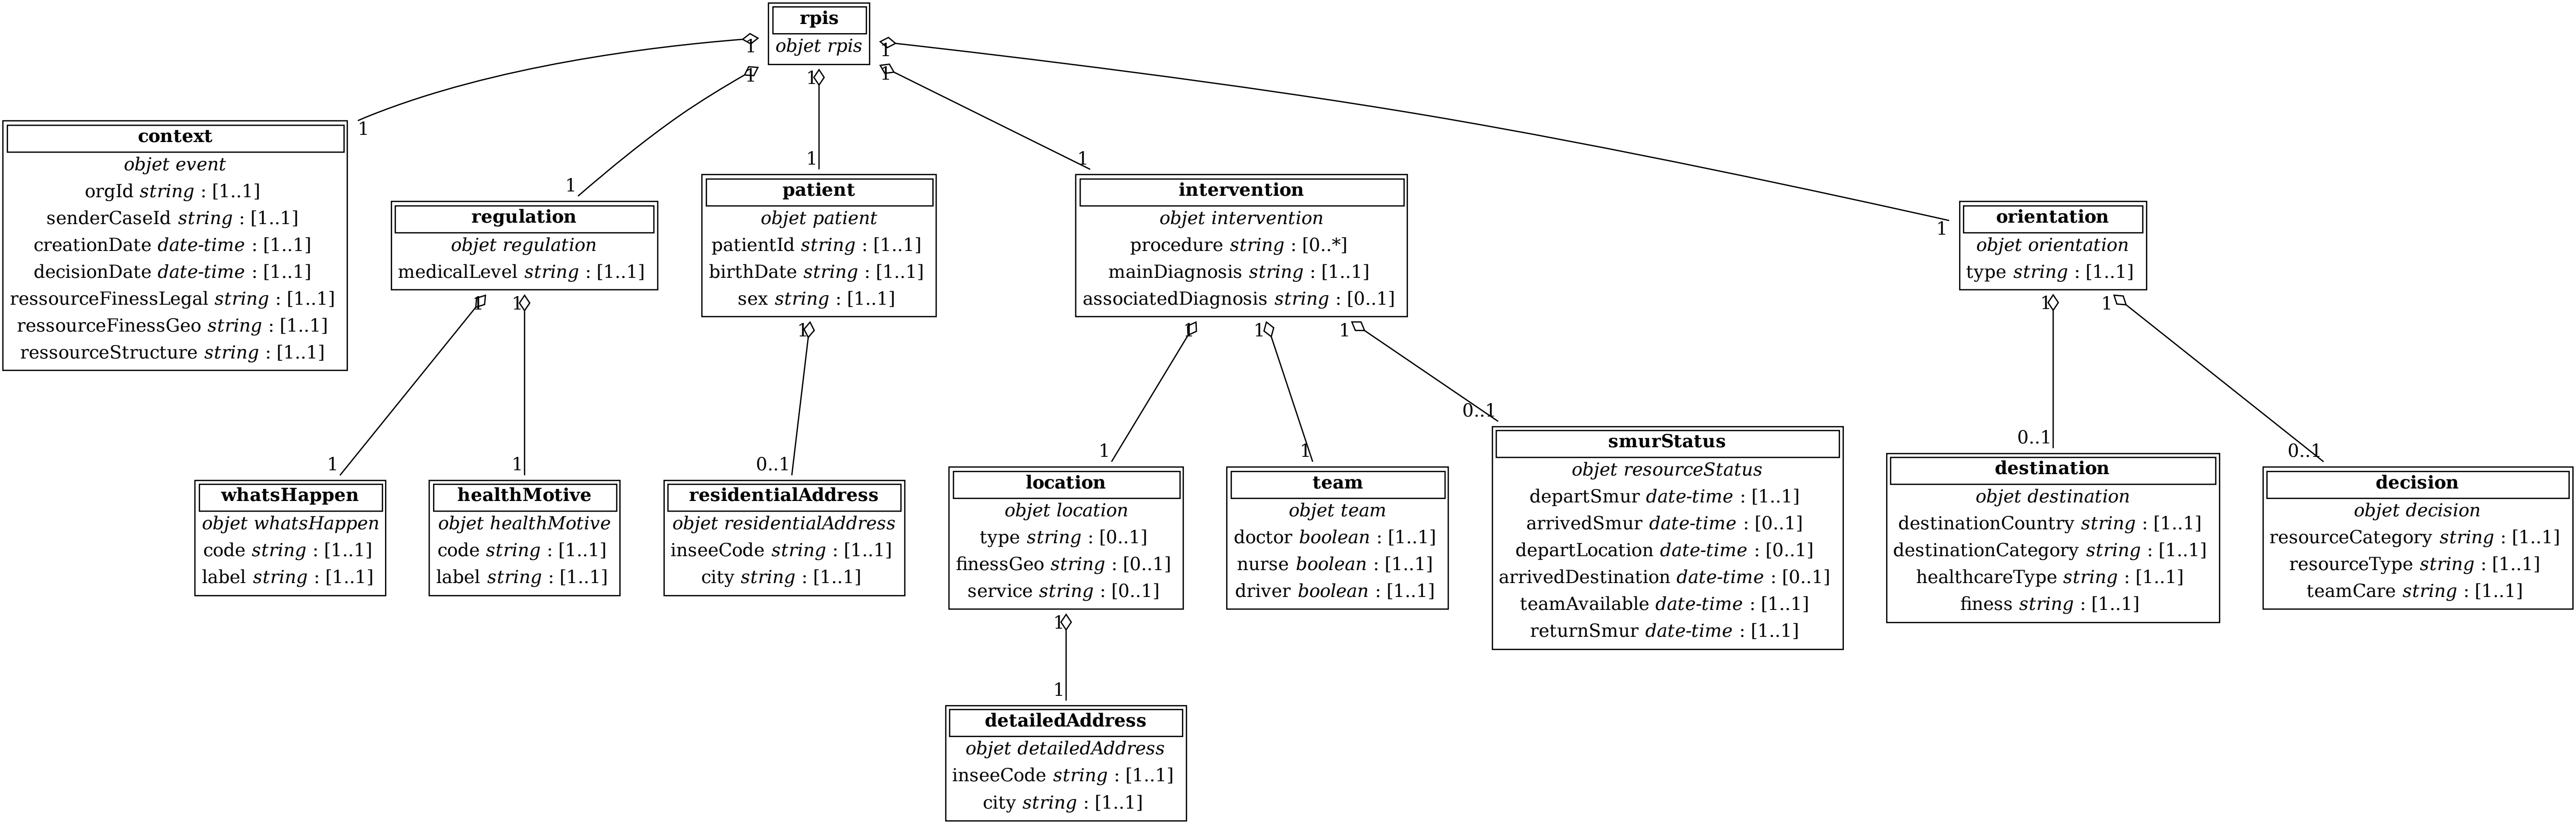 rpis
objet rpis
1
1
1
1
1
1
1
1
1
1
context
objet event
orgId string : [1..1]
senderCaseId string : [1..1]
creationDate date-time : [1..1]
decisionDate date-time : [1..1]
ressourceFinessLegal string : [1..1]
ressourceFinessGeo string : [1..1]
ressourceStructure string : [1..1]
regulation
objet regulation
medicalLevel string : [1..1]
patient
objet patient
patientId string : [1..1]
birthDate string : [1..1]
sex string : [1..1]
intervention
objet intervention
procedure string : [0..*]
mainDiagnosis string : [1..1]
associatedDiagnosis string : [0..1]
orientation
objet orientation
type string : [1..1]
1
1
1
1
1
1
1
1
1
1
0..1
1
1
0..1
0..1
0..1
whatsHappen
objet whatsHappen
code string : [1..1]
label string : [1..1]
healthMotive
objet healthMotive
code string : [1..1]
label string : [1..1]
residentialAddress
objet residentialAddress
inseeCode string : [1..1]
city string : [1..1]
location
objet location
type string : [0..1]
finessGeo string : [0..1]
service string : [0..1]
team
objet team
doctor boolean : [1..1]
nurse boolean : [1..1]
driver boolean : [1..1]
smurStatus
objet resourceStatus
departSmur date-time : [1..1]
arrivedSmur date-time : [0..1]
departLocation date-time : [0..1]
arrivedDestination date-time : [0..1]
teamAvailable date-time : [1..1]
returnSmur date-time : [1..1]
destination
objet destination
destinationCountry string : [1..1]
destinationCategory string : [1..1]
healthcareType string : [1..1]
finess string : [1..1]
decision
objet decision
resourceCategory string : [1..1]
resourceType string : [1..1]
teamCare string : [1..1]
1
1
detailedAddress
objet detailedAddress
inseeCode string : [1..1]
city string : [1..1]